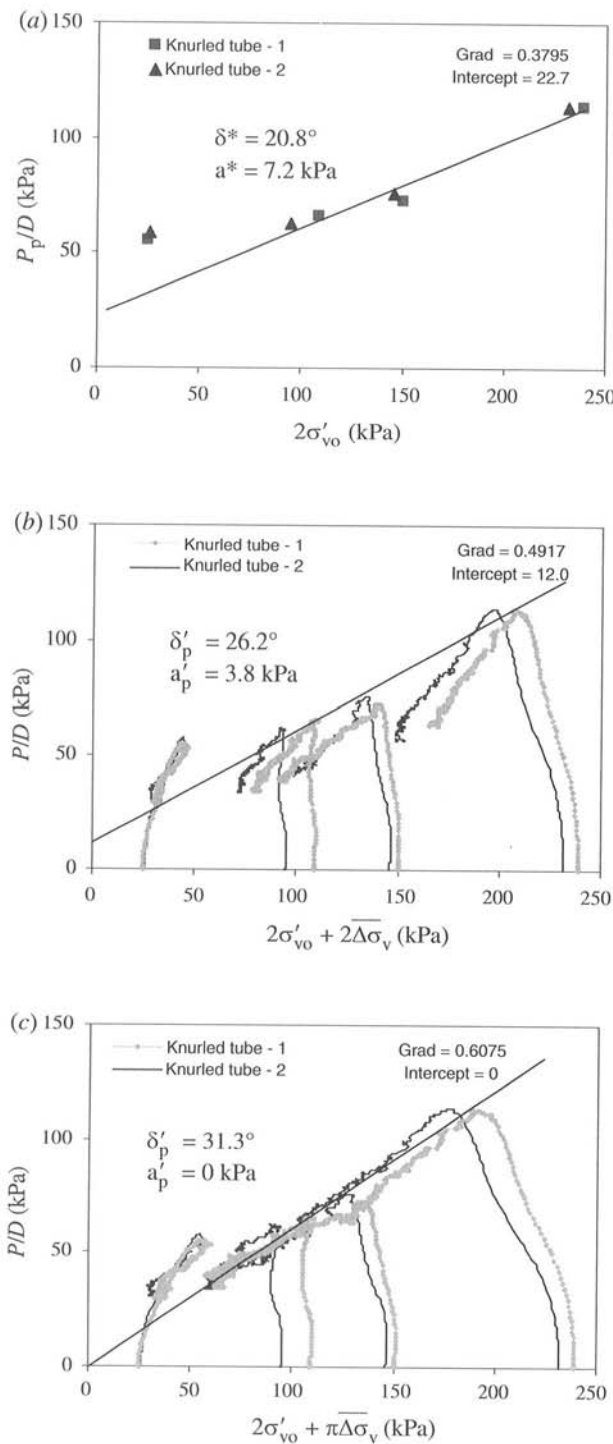 (a)
150
Knurled tube - 1
Knurled tube - 2
Grad = 0.3795
Intercept = 22.7
δ* = 20.8°
a* = 7.2 kPa
100
50
0
P_p/D (kPa)
0 50 100 150 200 250
2σ′_vo (kPa)
(b)
150
Knurled tube - 1
Knurled tube - 2
Grad = 0.4917
Intercept = 12.0
δ′_p = 26.2°
a′_p = 3.8 kPa
100
50
0
P/D (kPa)
0 50 100 150 200 250
2σ′_vo + 2Δσ̅_v (kPa)
(c)
150
Knurled tube - 1
Knurled tube - 2
Grad = 0.6075
Intercept = 0
δ′_p = 31.3°
a′_p = 0 kPa
100
50
0
P/D (kPa)
0 50 100 150 200 250
2σ′_vo + πΔσ̅_v (kPa)